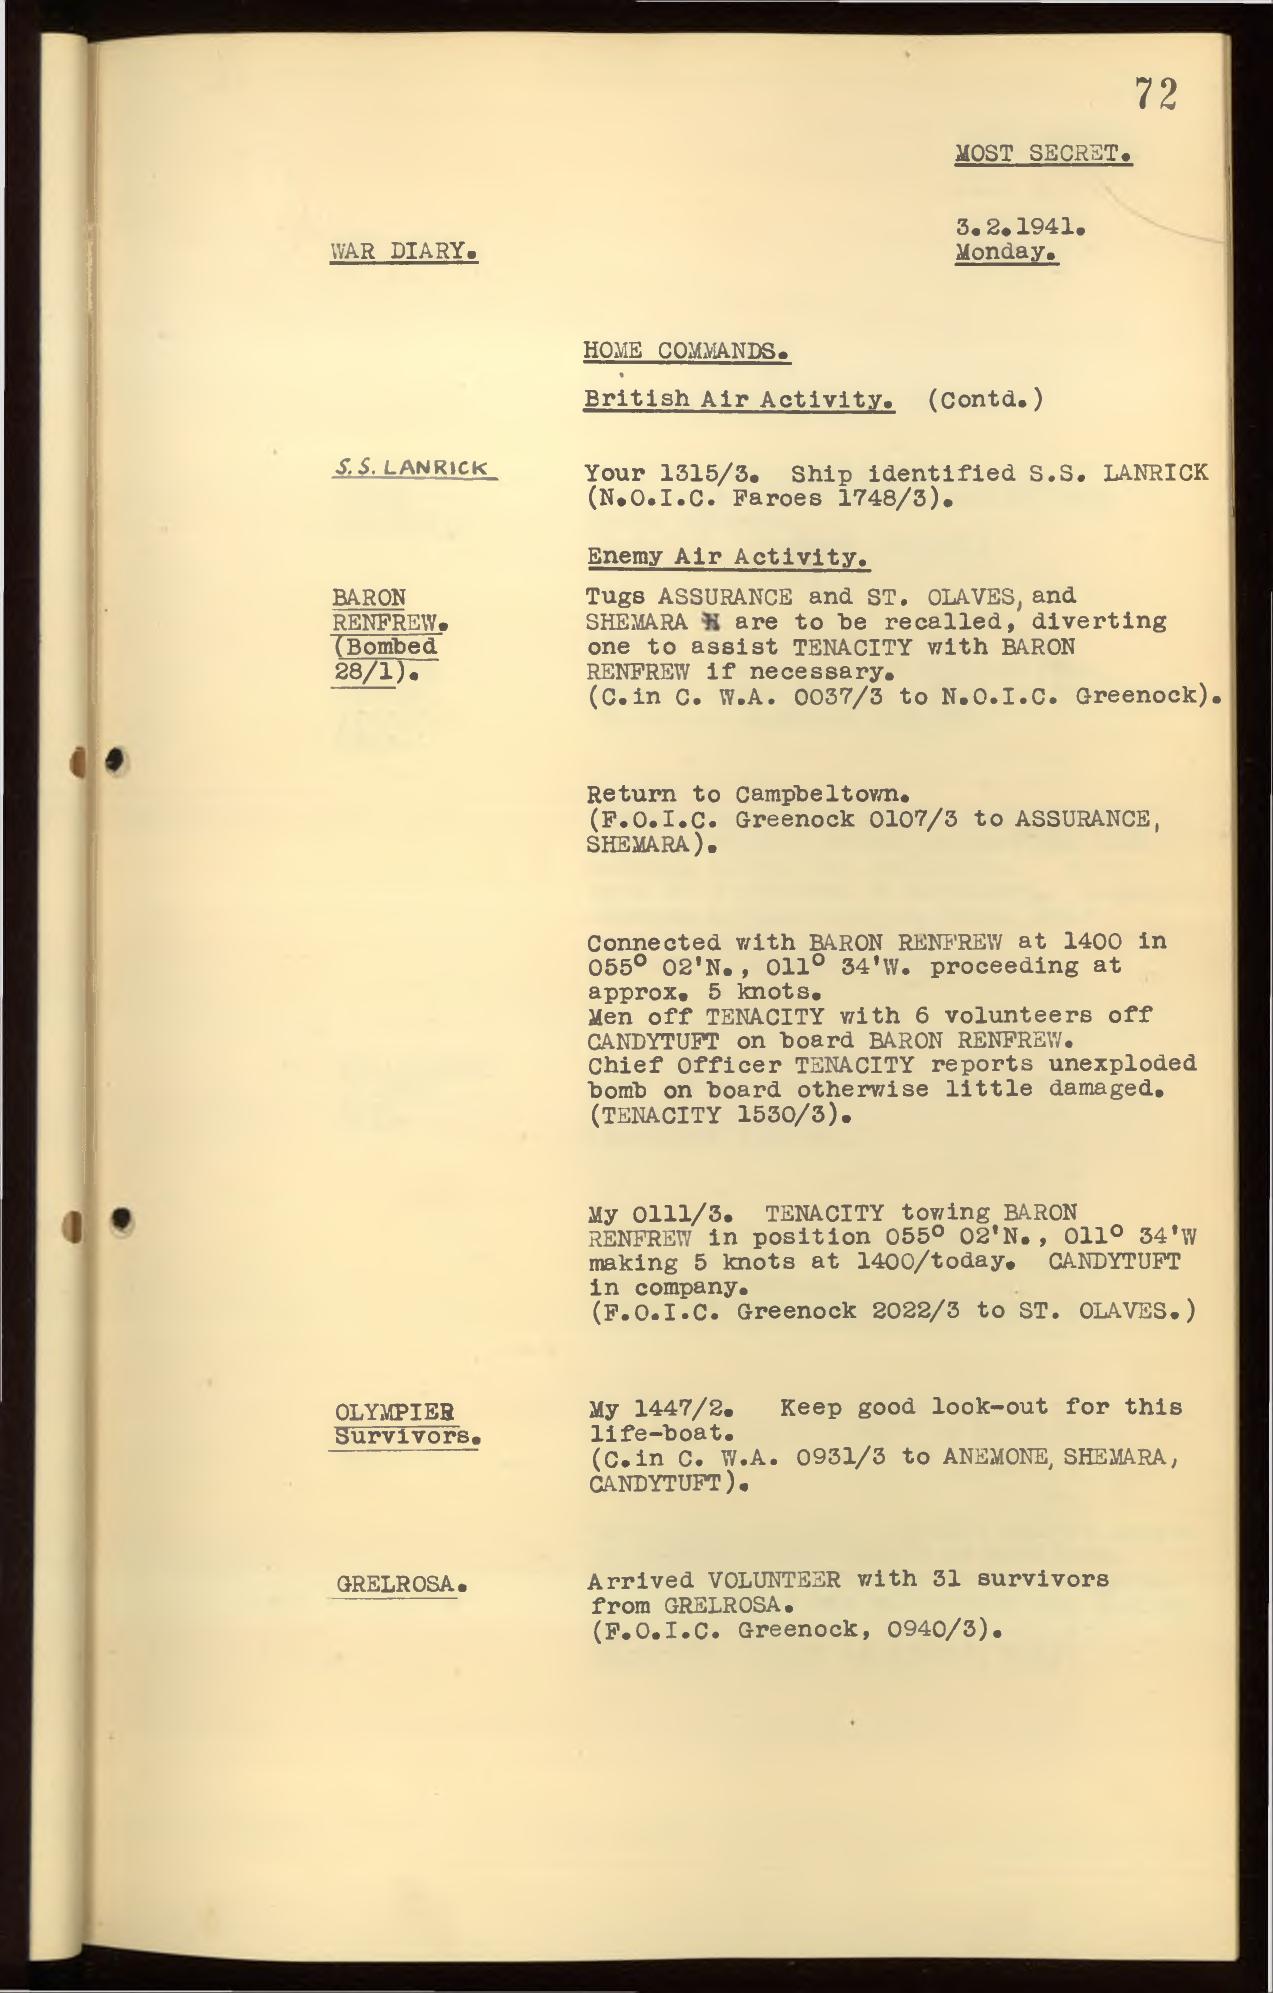 72
MOST SECRET.
3.2.1941.
WAR DIARY.
Monday.
HOME COMMANDS.
British Air Activity. (Contd.)
S.S. LANRICK
Your 1315/3. Ship identified S.S. LANRICK
(N.O.I.C. Faroes 1748/3).
Enemy Air Activity.
BARON
RENFREW.
(Bombed
28/1).
Tugs ASSURANCE and ST. OLAVES, and
SHEMARA are to be recalled, diverting
one to assist TENACITY with BARON
RENFREW if necessary.
(C.in C. W.A. 0037/3 to N.O.I.C. Greenock).
Return to Campbeltown.
(F.O.I.C. Greenock 0107/3 to ASSURANCE,
SHEMARA).
Connected with BARON RENFREW at 1400 in
055° 02'N., 011° 34'W. proceeding at
approx. 5 knots.
Men off TENACITY with 6 volunteers off
CANDYTUFT on board BARON RENFREW.
Chief Officer TENACITY reports unexploded
bomb on board otherwise little damaged.
(TENACITY 1530/3).
My 0111/3. TENACITY towing BARON
RENFREW in position 055° 02'N., 011° 34'W
making 5 knots at 1400/today. CANDYTUFT
in company.
(F.O.I.C. Greenock 2022/3 to ST. OLAVES.)
OLYMPIER
Survivors.
My 1447/2. Keep good look-out for this
life-boat.
(C.in C. W.A. 0931/3 to ANEMONE, SHEMARA,
CANDYTUFT).
GRELROSA.
Arrived VOLUNTEER with 31 survivors
from GRELROSA.
(F.O.I.C. Greenock, 0940/3).